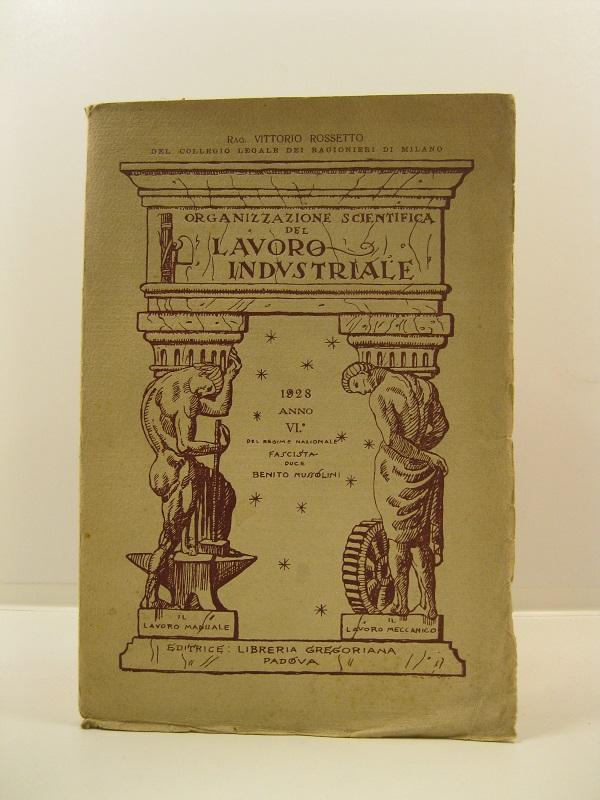 RAG. VITTORIO ROSSETTO
DEL COLLEGIO LEGALE DEI RAGIONIERI DI MILANO
ORGANIZZAZIONE SCIENTIFICA
DEL
LAVORO
INDVSTRIALE
1928
ANNO
VI.º
DEL REGIME NAZIONALE
FASCISTA
DUCE
BENITO MUSSOLINI
IL
LAVORO MANUALE
IL
LAVORO MECCANICO
EDITRICE: LIBRERIA GREGORIANA
PADOVA